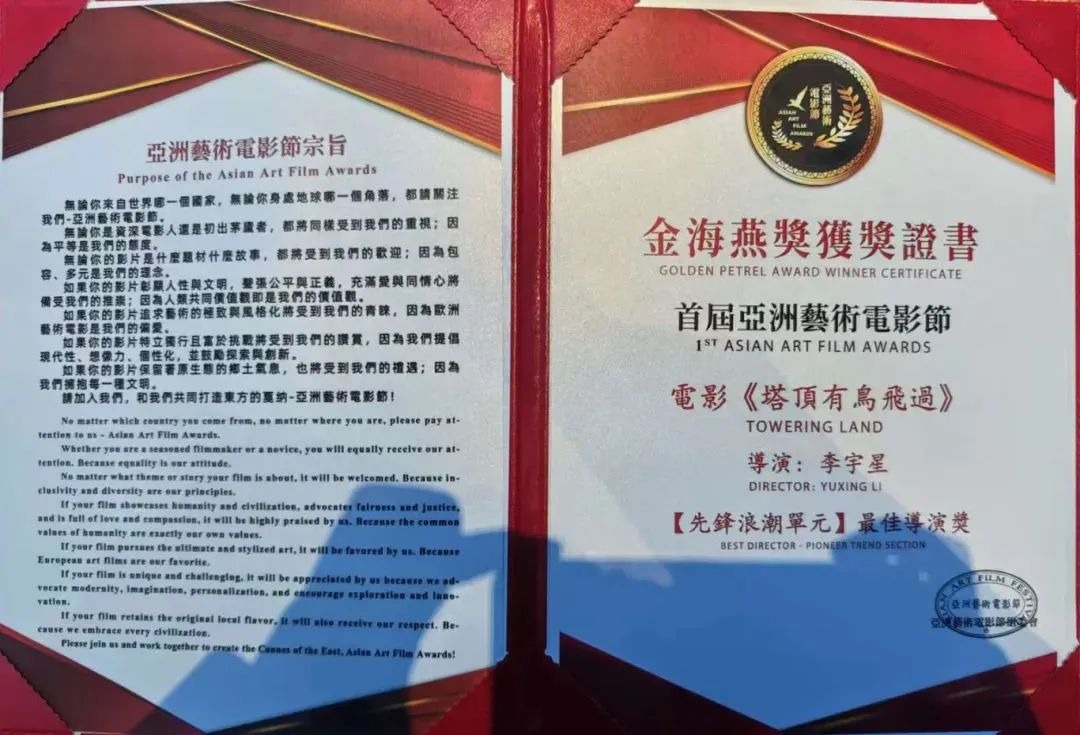 亞洲藝術電影節宗旨
Purpose of the Asian Art Film Awards
無論你來自世界哪一個國家，無論你身處地球哪一個角落，都請關注
我們-亞洲藝術電影節。
無論你是資深電影人還是初出茅廬者，都將同樣受到我們的重視；因
為平等是我們的態度。
無論你的影片是什麼題材什麼故事，都將受到我們的歡迎；因為包
容、多元是我們的理念。
如果你的影片彰顯人性與文明，聲張公平與正義，充滿愛與同情心將
備受我們的推崇；因為人類共同價值觀即是我們的價值觀。
如果你的影片追求藝術的極致與風格化將受到我們的青睞，因為歐洲
藝術電影是我們的偏愛。
如果你的影片特立獨行且富於挑戰將受到我們的讚賞，因為我們提倡
現代性、想像力、個性化，並鼓勵探索與創新。
如果你的影片保留著原生態的鄉土氣息，也將受到我們的禮遇；因為
我們擁抱每一種文明。
請加入我們，和我們共同打造東方的戛纳-亞洲藝術電影節！
No matter which country you come from, no matter where you are, please pay at-
tention to us - Asian Art Film Awards.
Whether you are a seasoned filmmaker or a novice, you will equally receive our at-
tention. Because equality is our attitude.
No matter what theme or story your film is about, it will be welcomed. Because in-
clusivity and diversity are our principles.
If your film showcases humanity and civilization, advocates fairness and justice,
and is full of love and compassion, it will be highly praised by us. Because the common
values of humanity are exactly our own values.
If your film pursues the ultimate and stylized art, it will be favored by us. Because
European art films are our favorite.
If your film is unique and challenging, it will be appreciated by us because we ad-
vocate modernity, imagination, personalization, and encourage exploration and inno-
vation.
If your film retains the original local flavor, it will also receive our respect. Be-
cause we embrace every civilization.
Please join us and work together to create the Cannes of the East, Asian Art Film Awards!
亞洲藝術
電影節
ASIAN
ART
FILM
AWARDS
金海燕獎獲獎證書
GOLDEN PETREL AWARD WINNER CERTIFICATE
首屆亞洲藝術電影節
1ST ASIAN ART FILM AWARDS
電影《塔頂有鳥飛過》
TOWERING LAND
導演：李宇星
DIRECTOR: YUXING LI
【先鋒浪潮單元】最佳導演獎
BEST DIRECTOR - PIONEER TREND SECTION
ASIAN ART FILM FESTIVAL
亞洲藝術電影節
亞洲藝術電影節組委會